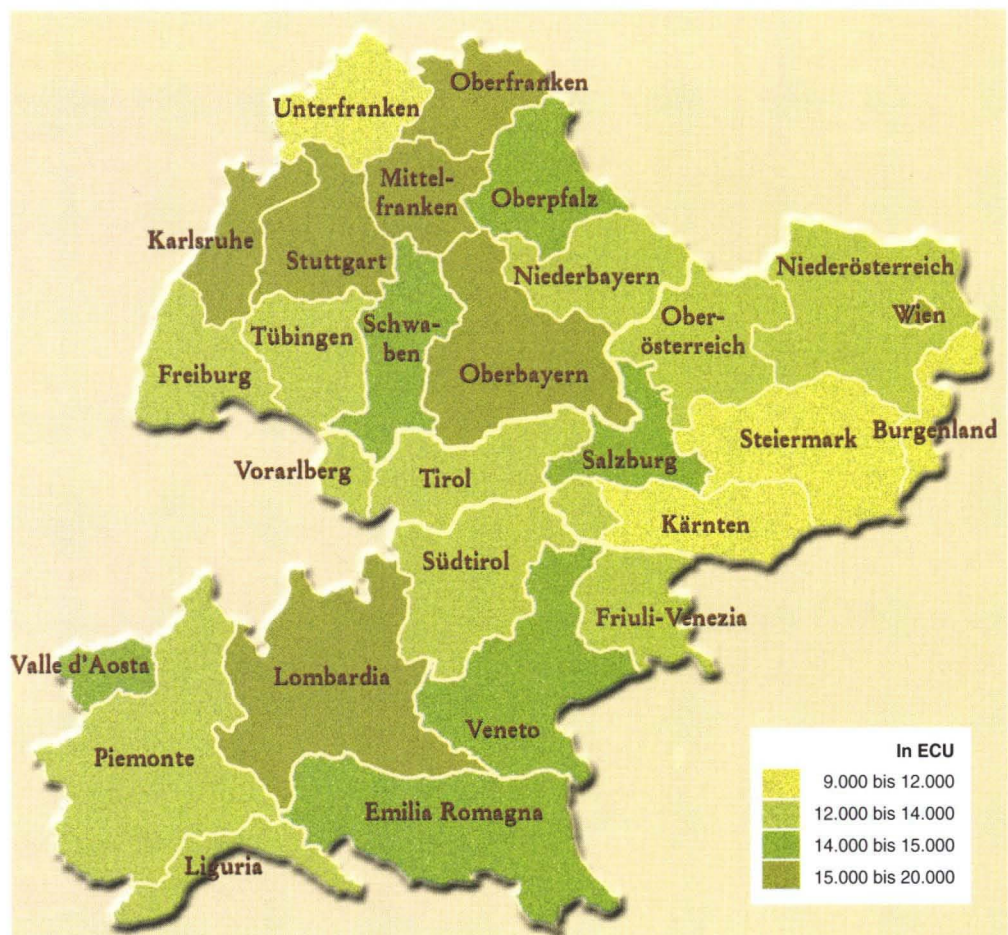 Oberfranken
Unterfranken
Mittel-
franken
Oberpfalz
Karlsruhe
Stuttgart
Niederbayern
Niederösterreich
Wien
Tübingen
Schwa-
ben
Ober-
österreich
Freiburg
Oberbayern
Vorarlberg
Tirol
Salzburg
Steiermark
Burgenland
Kärnten
Südtirol
Friuli-Venezia
Valle d'Aosta
Lombardia
Veneto
Piemonte
Emilia Romagna
Liguria
In ECU
9.000 bis 12.000
12.000 bis 14.000
14.000 bis 15.000
15.000 bis 20.000